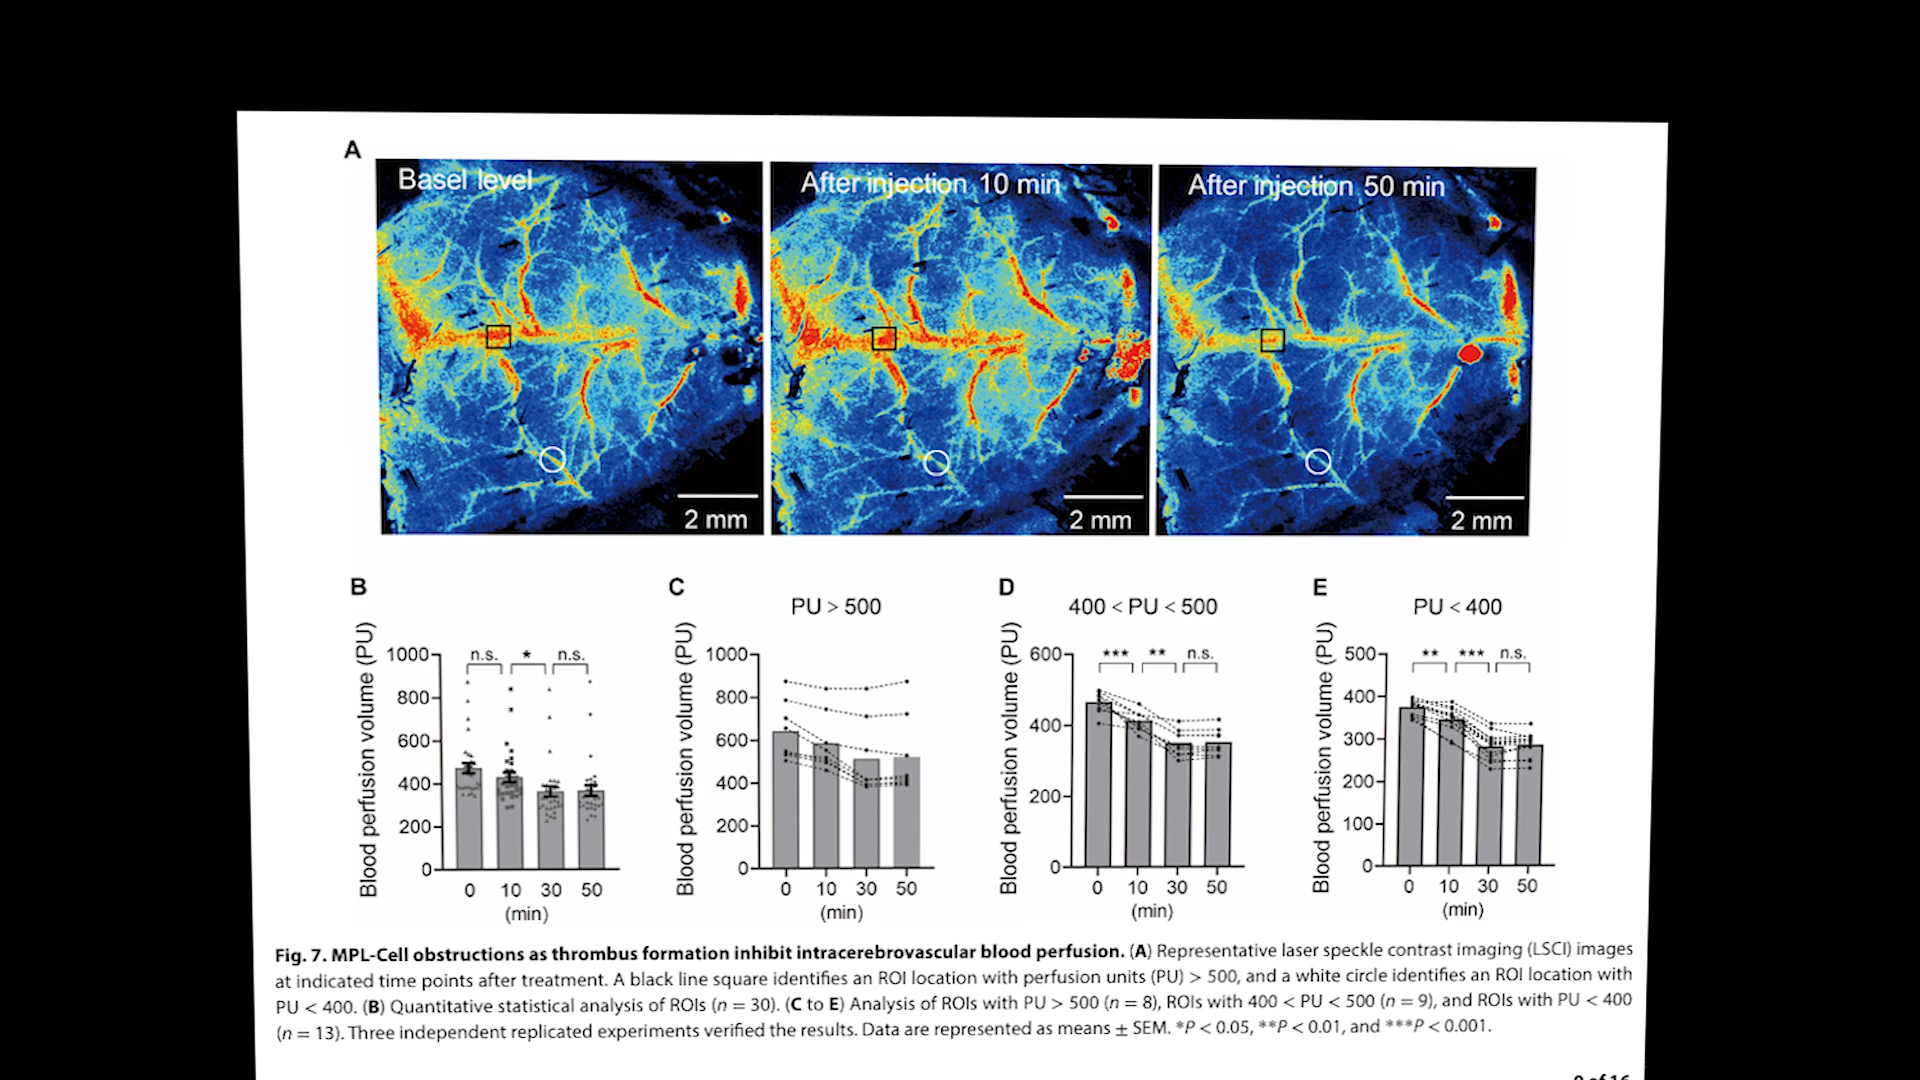 A
Basel level
After injection 10 min
After injection 50 min
2 mm
2 mm
2 mm
B
C
D
E
PU > 500
400 < PU < 500
PU < 400
Blood perfusion volume (PU)
1000
800
600
400
200
0
n.s.
*
n.s.
0 10 30 50
(min)
Blood perfusion volume (PU)
1000
800
600
400
200
0
0 10 30 50
(min)
Blood perfusion volume (PU)
600
400
200
0
***
**
n.s.
0 10 30 50
(min)
Blood perfusion volume (PU)
500
400
300
200
100
0
**
***
n.s.
0 10 30 50
(min)
Fig. 7. MPL-Cell obstructions as thrombus formation inhibit intracerebrovascular blood perfusion. (A) Representative laser speckle contrast imaging (LSCI) images
at indicated time points after treatment. A black line square identifies an ROI location with perfusion units (PU) > 500, and a white circle identifies an ROI location with
PU < 400. (B) Quantitative statistical analysis of ROIs (n = 30). (C to E) Analysis of ROIs with PU > 500 (n = 8), ROIs with 400 < PU < 500 (n = 9), and ROIs with PU < 400
(n = 13). Three independent replicated experiments verified the results. Data are represented as means ± SEM. *P < 0.05, **P < 0.01, and ***P < 0.001.